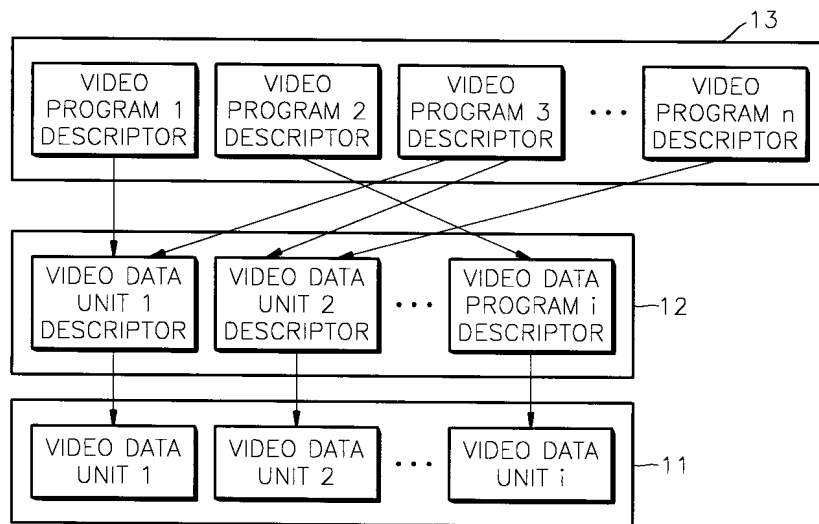 13
VIDEO
PROGRAM 1
DESCRIPTOR
VIDEO
PROGRAM 2
DESCRIPTOR
VIDEO
PROGRAM 3
DESCRIPTOR
...
VIDEO
PROGRAM n
DESCRIPTOR
VIDEO DATA
UNIT 1
DESCRIPTOR
VIDEO DATA
UNIT 2
DESCRIPTOR
...
VIDEO DATA
PROGRAM i
DESCRIPTOR
12
VIDEO DATA
UNIT 1
VIDEO DATA
UNIT 2
...
VIDEO DATA
UNIT i
11